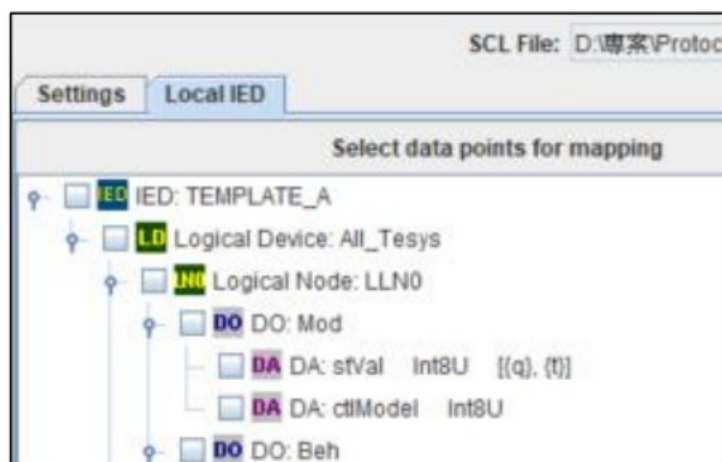 SCL File: D:\專案\Protoc
Settings Local IED
Select data points for mapping
IED IED: TEMPLATE_A
LD Logical Device: All_Tesys
LN0 Logical Node: LLN0
DO DO: Mod
DA DA: stVal Int8U [{q}, {t}]
DA DA: ctlModel Int8U
DO DO: Beh